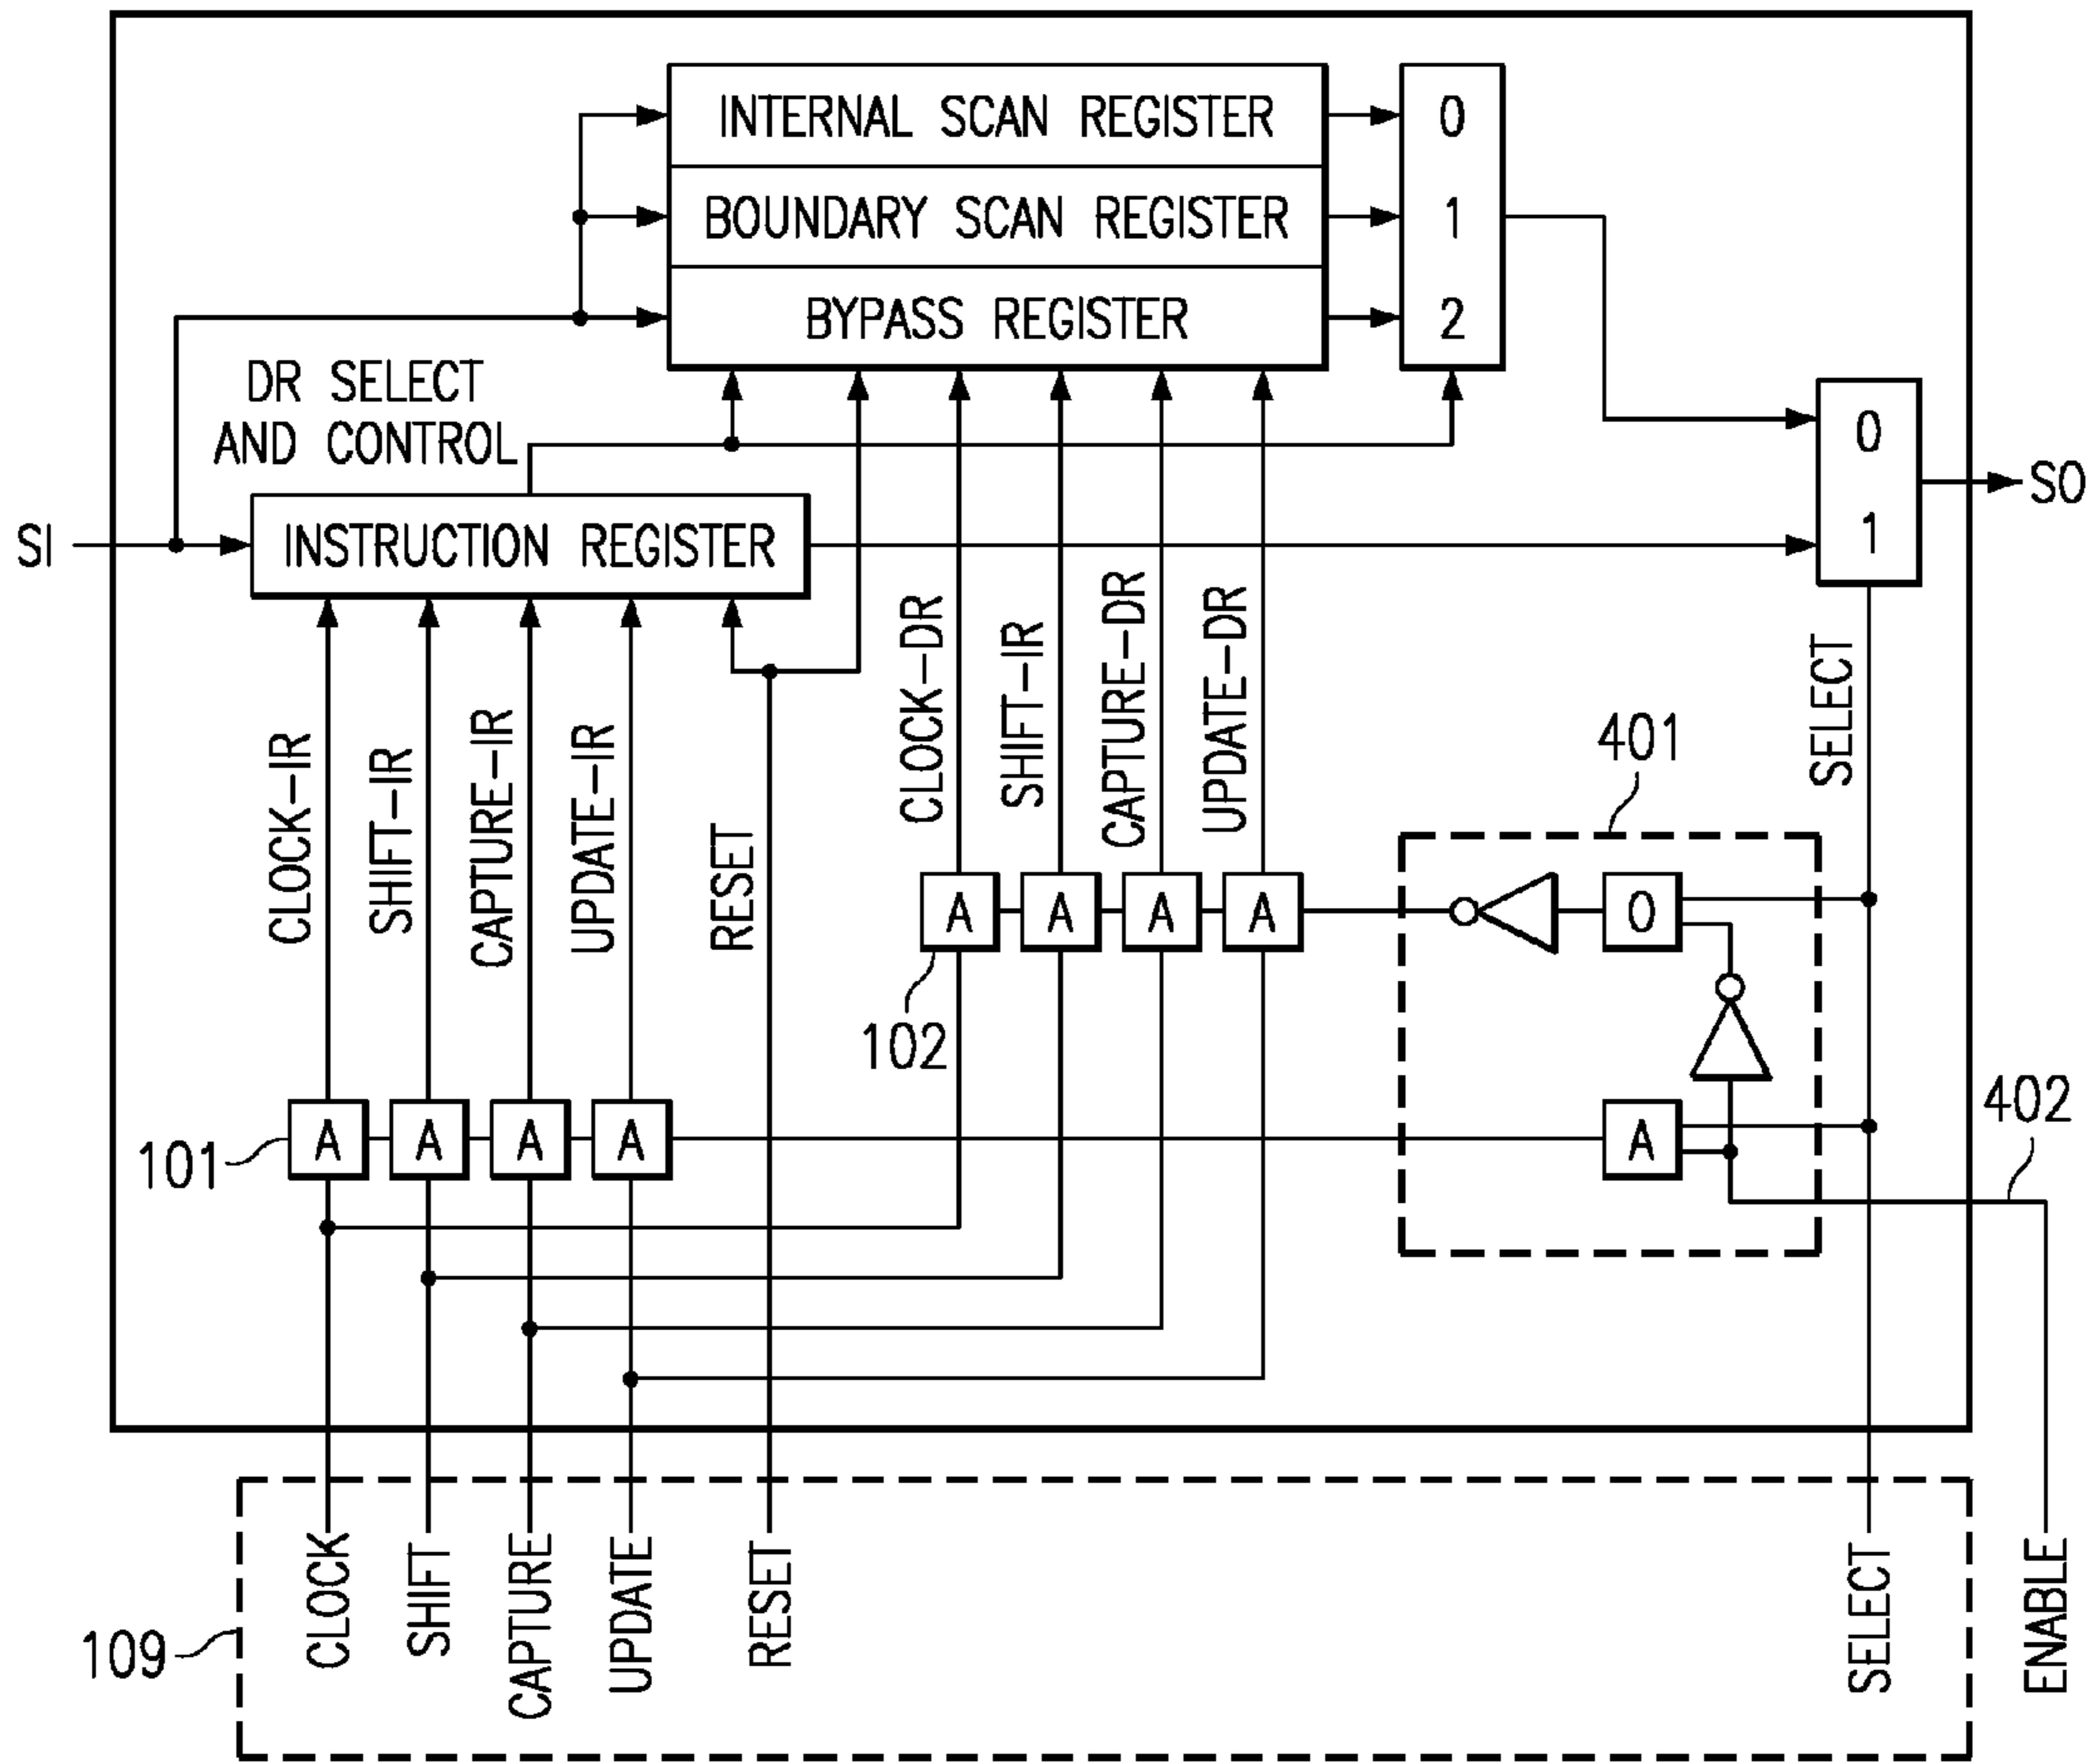 INTERNAL SCAN REGISTER
0
BOUNDARY SCAN REGISTER
1
BYPASS REGISTER
2
DR SELECT
AND CONTROL
0
SO
SI
INSTRUCTION REGISTER
1
CLOCK-IR
SHIFT-IR
CAPTURE-IR
UPDATE-IR
RESET
CLOCK-DR
SHIFT-IR
CAPTURE-DR
UPDATE-DR
SELECT
401
A
A
A
A
O
102
402
101
A
A
A
A
A
109
CLOCK
SHIFT
CAPTURE
UPDATE
RESET
SELECT
ENABLE